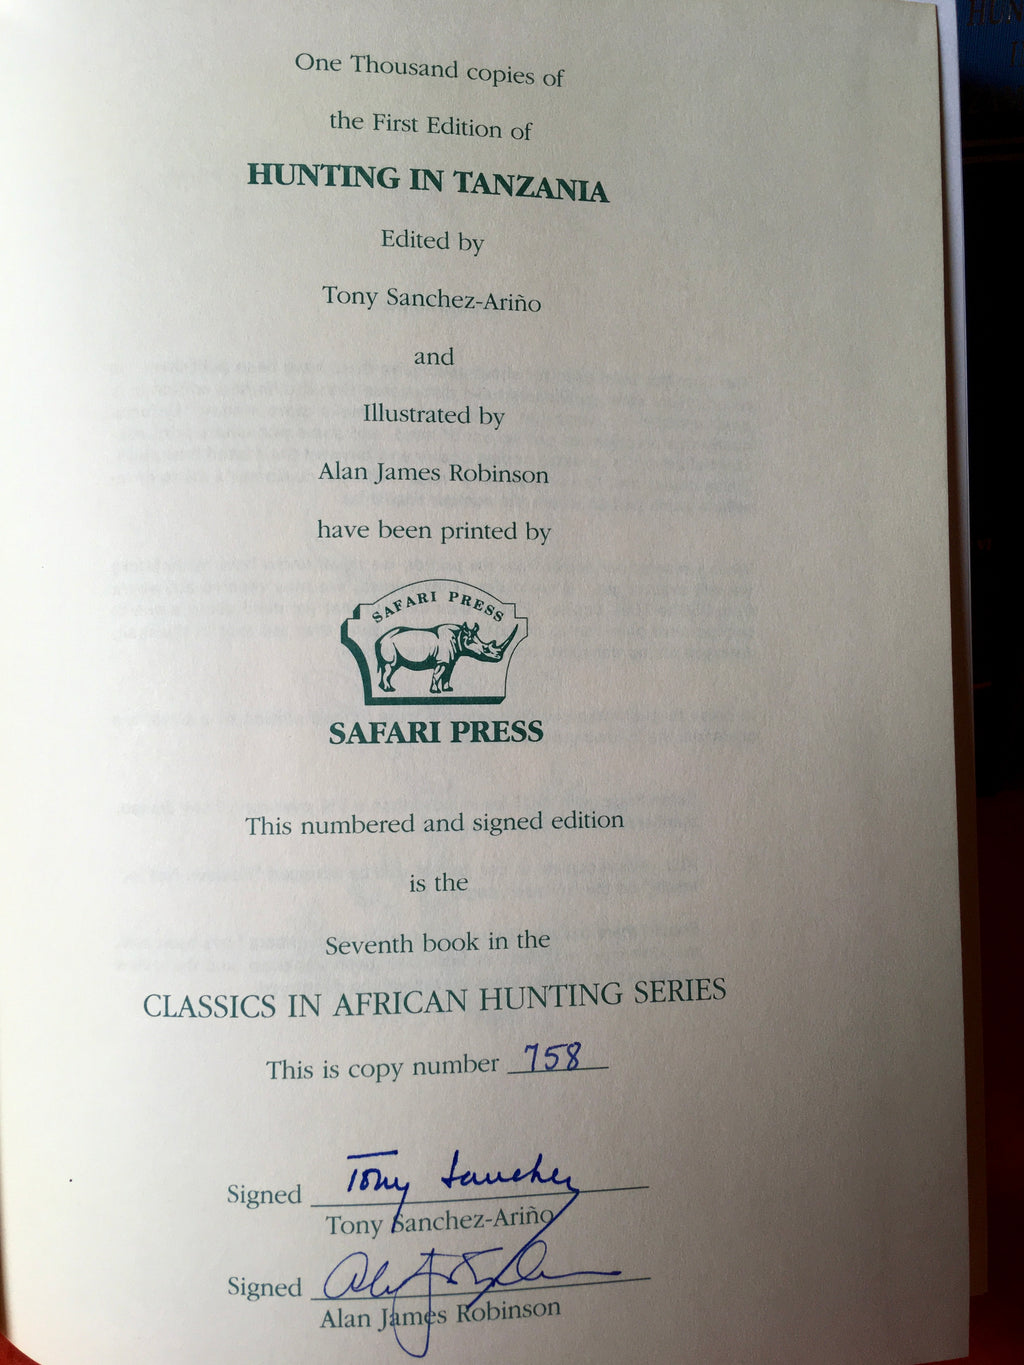 One Thousand copies of
the First Edition of
HUNTING IN TANZANIA
Edited by
Tony Sanchez-Ariño
and
Illustrated by
Alan James Robinson
have been printed by
SAFARI PRESS
SAFARI PRESS
This numbered and signed edition
is the
Seventh book in the
CLASSICS IN AFRICAN HUNTING SERIES
This is copy number 758
Signed Tony Sanchez
Tony Sanchez-Ariño
Signed
Alan James Robinson